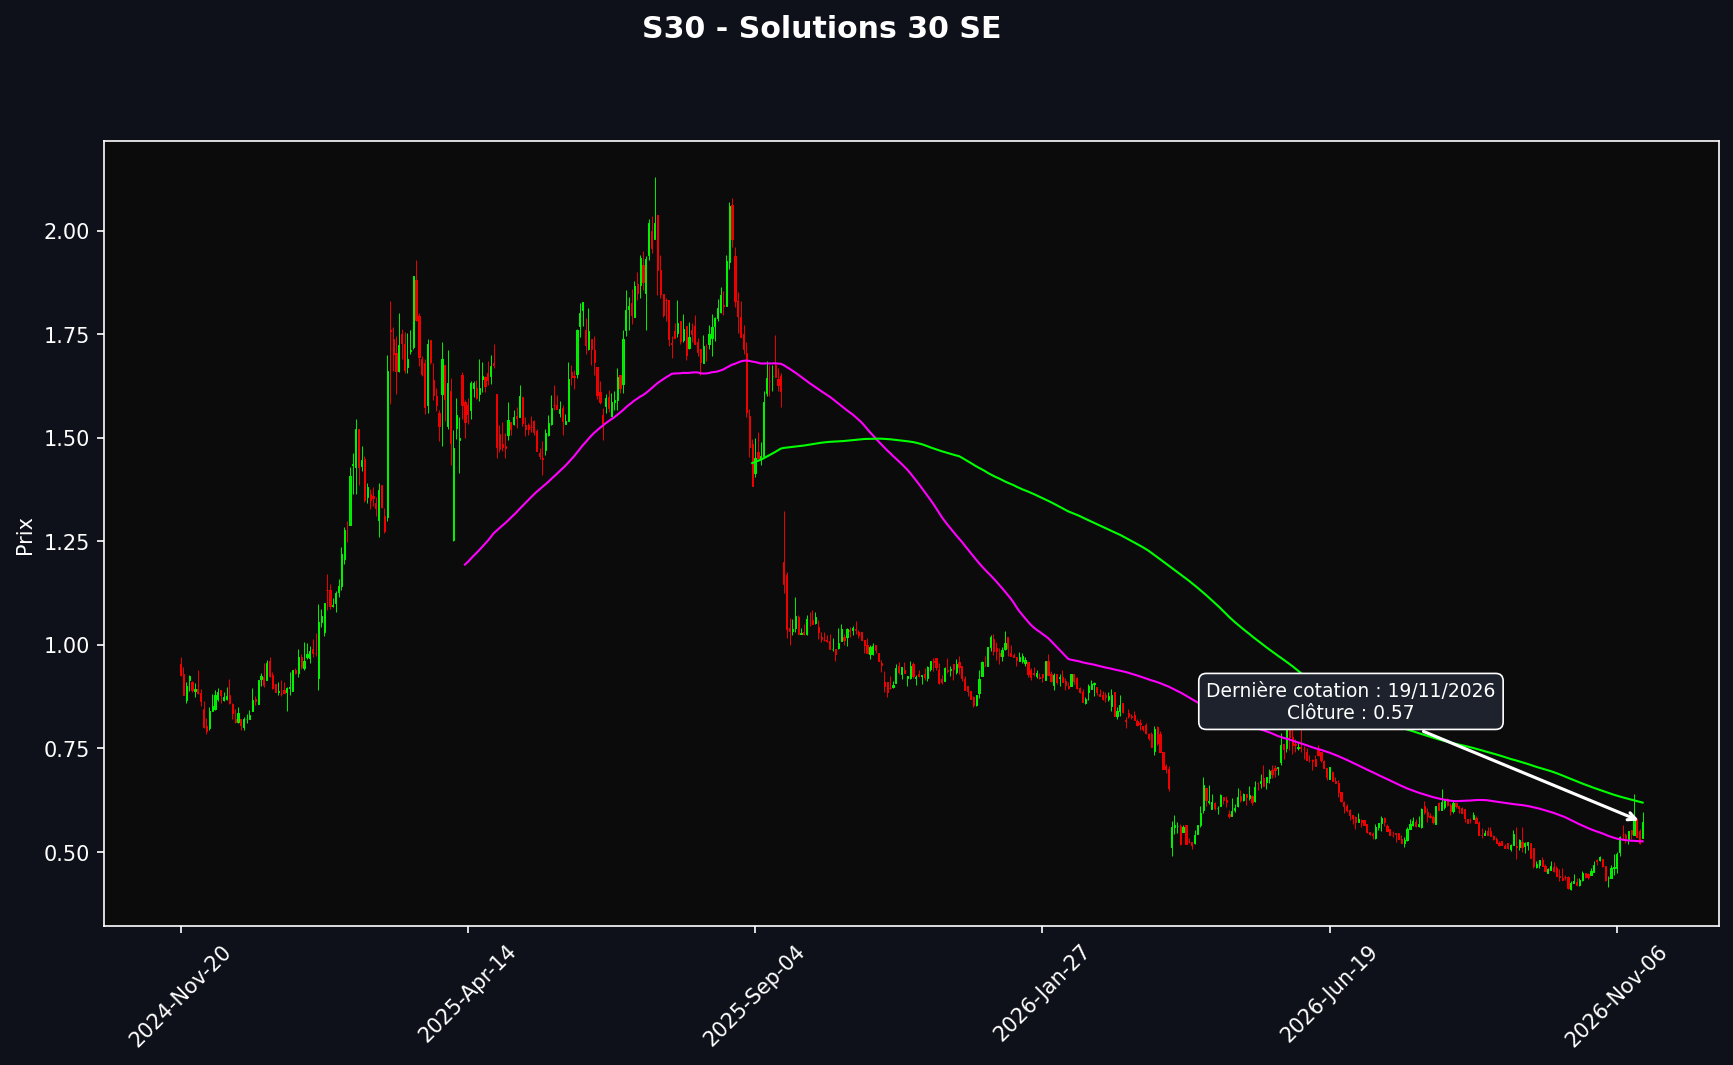 S30 - Solutions 30 SE
Prix
2.00
1.75
1.50
1.25
1.00
0.75
0.50
Dernière cotation : 19/11/2026
Clôture : 0.57
2024-Nov-20
2025-Apr-14
2025-Sep-04
2026-Jan-27
2026-Jun-19
2026-Nov-06